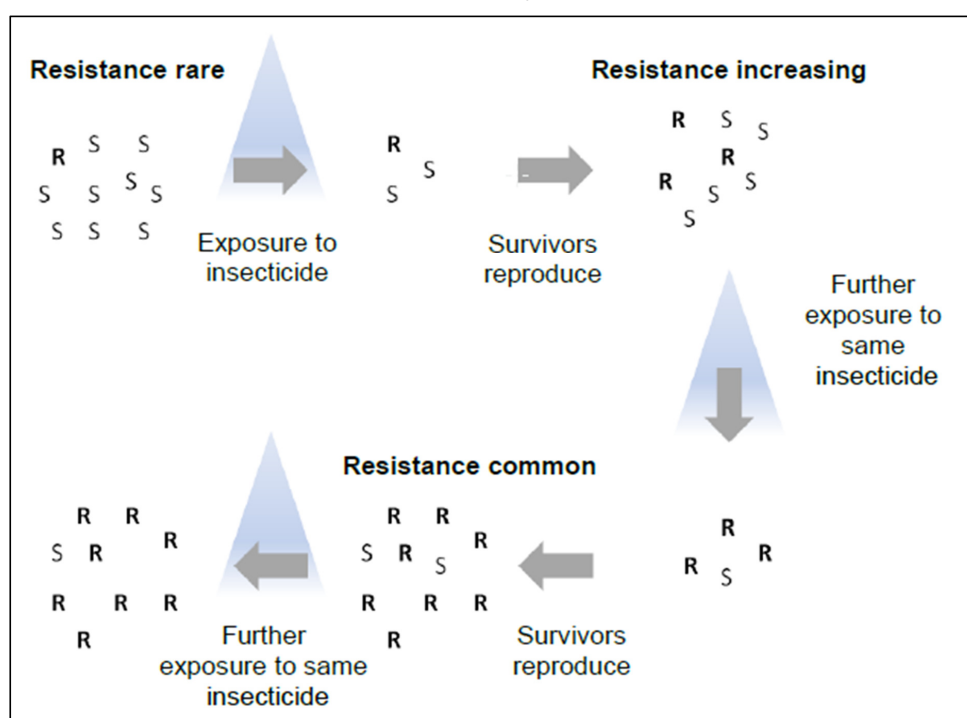 Resistance rare
Resistance increasing
R S S
S S S S
S S S
R
S
S
R S S
R
R S S
S
Exposure to
insecticide
Survivors
reproduce
Further
exposure to
same
insecticide
Resistance common
R R
S R R
R R R
R
R R
S R R
S
R R R
R
R
R R
S
Further
exposure to same
insecticide
Survivors
reproduce